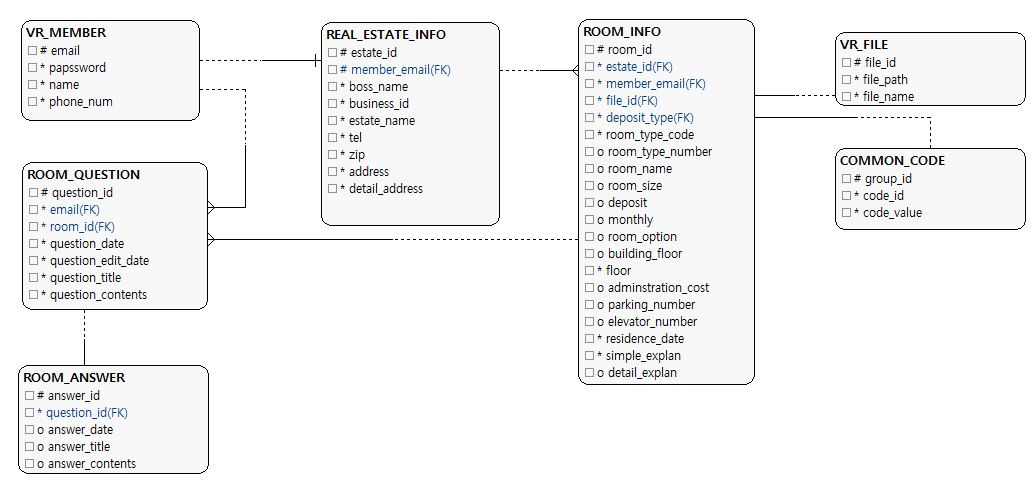 VR_MEMBER
# email
* papssword
* name
* phone_num
REAL_ESTATE_INFO
# estate_id
# member_email(FK)
* boss_name
* business_id
* estate_name
* tel
* zip
* address
* detail_address
ROOM_INFO
# room_id
* estate_id(FK)
* member_email(FK)
* file_id(FK)
* deposit_type(FK)
* room_type_code
o room_type_number
o room_name
o room_size
o deposit
o monthly
o room_option
o building_floor
* floor
o adminstration_cost
o parking_number
o elevator_number
* residence_date
* simple_explan
o detail_explan
VR_FILE
# file_id
* file_path
* file_name
COMMON_CODE
# group_id
* code_id
* code_value
ROOM_QUESTION
# question_id
* email(FK)
* room_id(FK)
* question_date
* question_edit_date
* question_title
* question_contents
ROOM_ANSWER
# answer_id
* question_id(FK)
o answer_date
o answer_title
o answer_contents